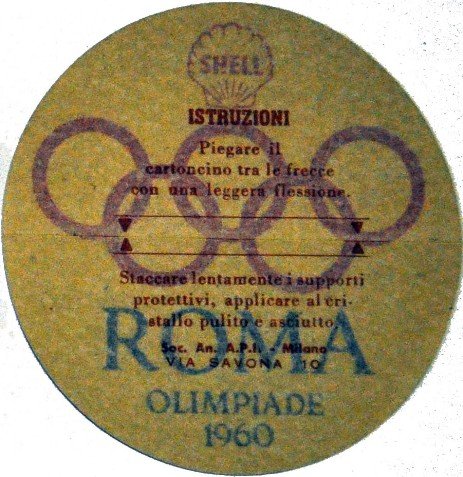 SHELL
ISTRUZIONI
Piegare il
cartoncino tra le frecce
con una leggera flessione.
Staccare lentamente i supporti
protettivi, applicare al cri-
stallo pulito e asciutto
Soc. An. A.P.I. - Milano
VIA SAVONA 10
ROMA
OLIMPIADE
1960